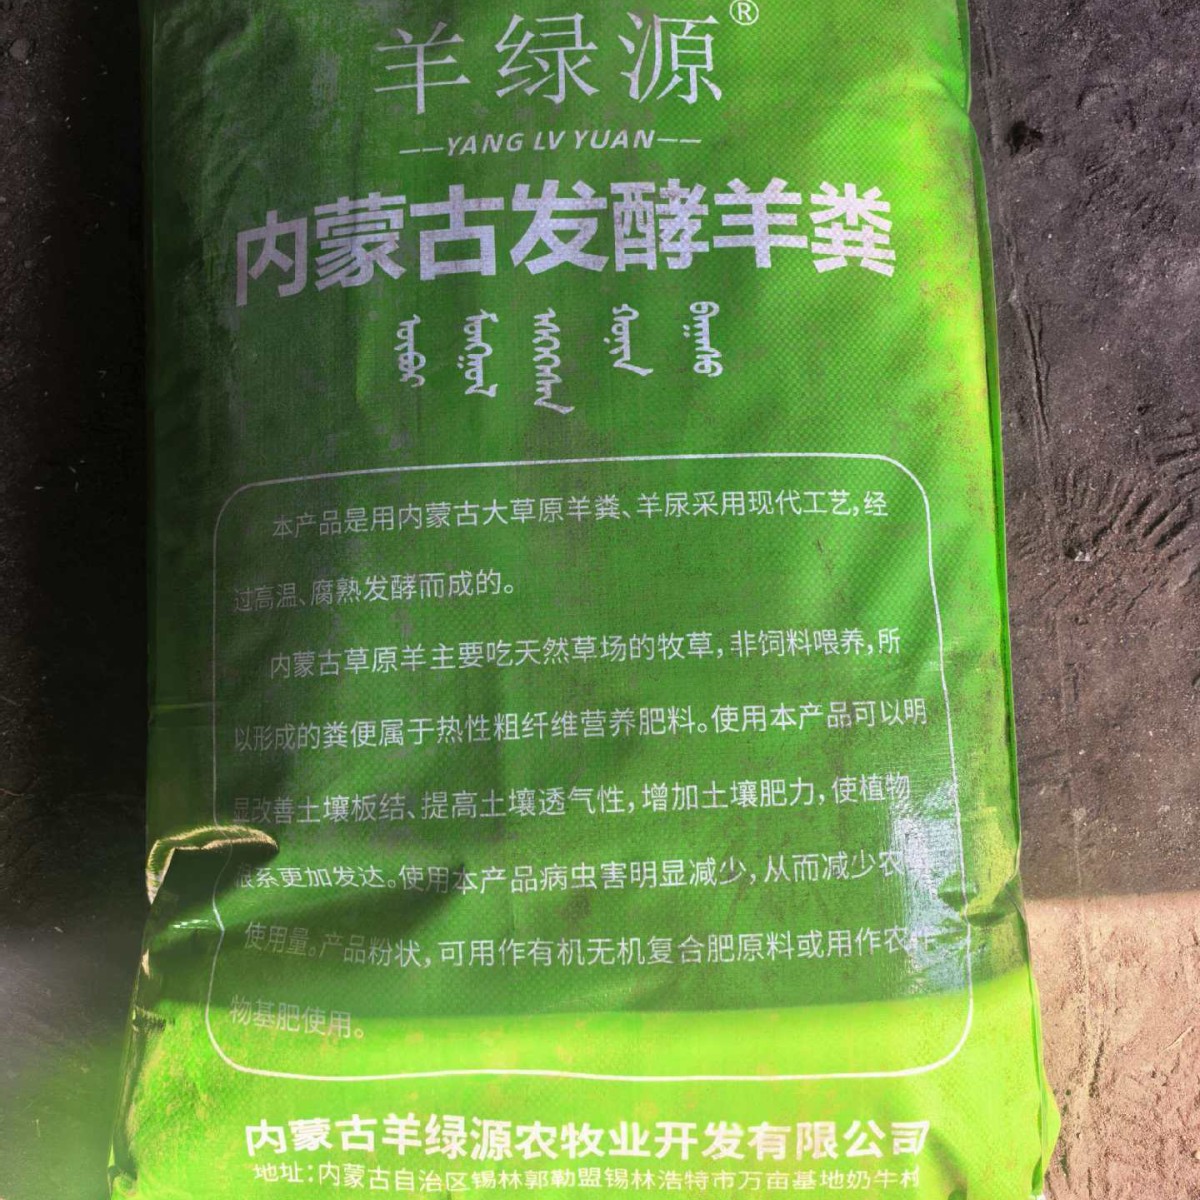 羊绿源®
——YANG LV YUAN——
内蒙古发酵羊粪
本产品是用内蒙古大草原羊粪、羊尿采用现代工艺，经
过高温、腐熟发酵而成的。
内蒙古草原羊主要吃天然草场的牧草，非饲料喂养，所
以形成的粪便属于热性粗纤维营养肥料。使用本产品可以明
显改善土壤板结、提高土壤透气性，增加土壤肥力，使植物
根系更加发达。使用本产品病虫害明显减少，从而减少农
使用量。产品粉状，可用作有机无机复合肥原料或用作农作
物基肥使用。
内蒙古羊绿源农牧业开发有限公司
地址：内蒙古自治区锡林郭勒盟锡林浩特市万亩基地奶牛村